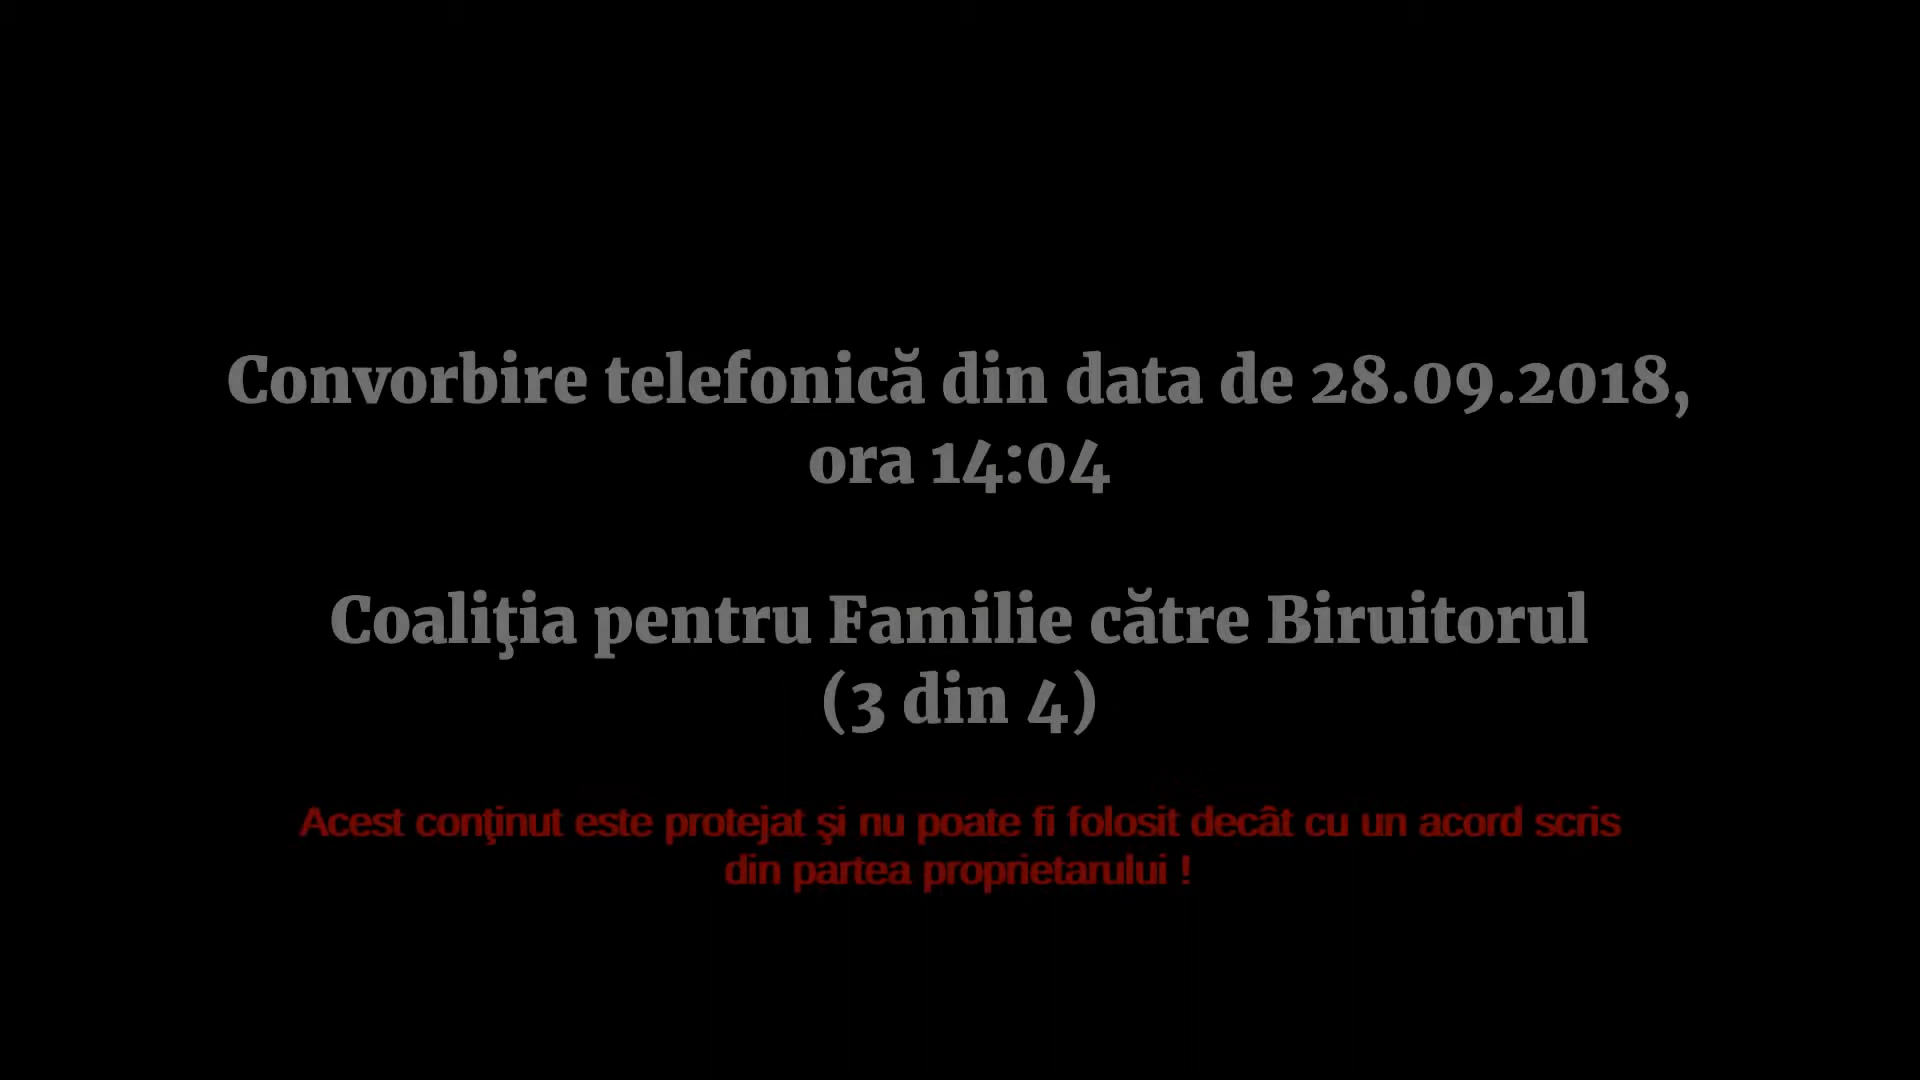 Convorbire telefonică din data de 28.09.2018,
ora 14:04
Coaliţia pentru Familie către Biruitorul
(3 din 4)
Acest conţinut este protejat şi nu poate fi folosit decât cu un acord scris
din partea proprietarului !